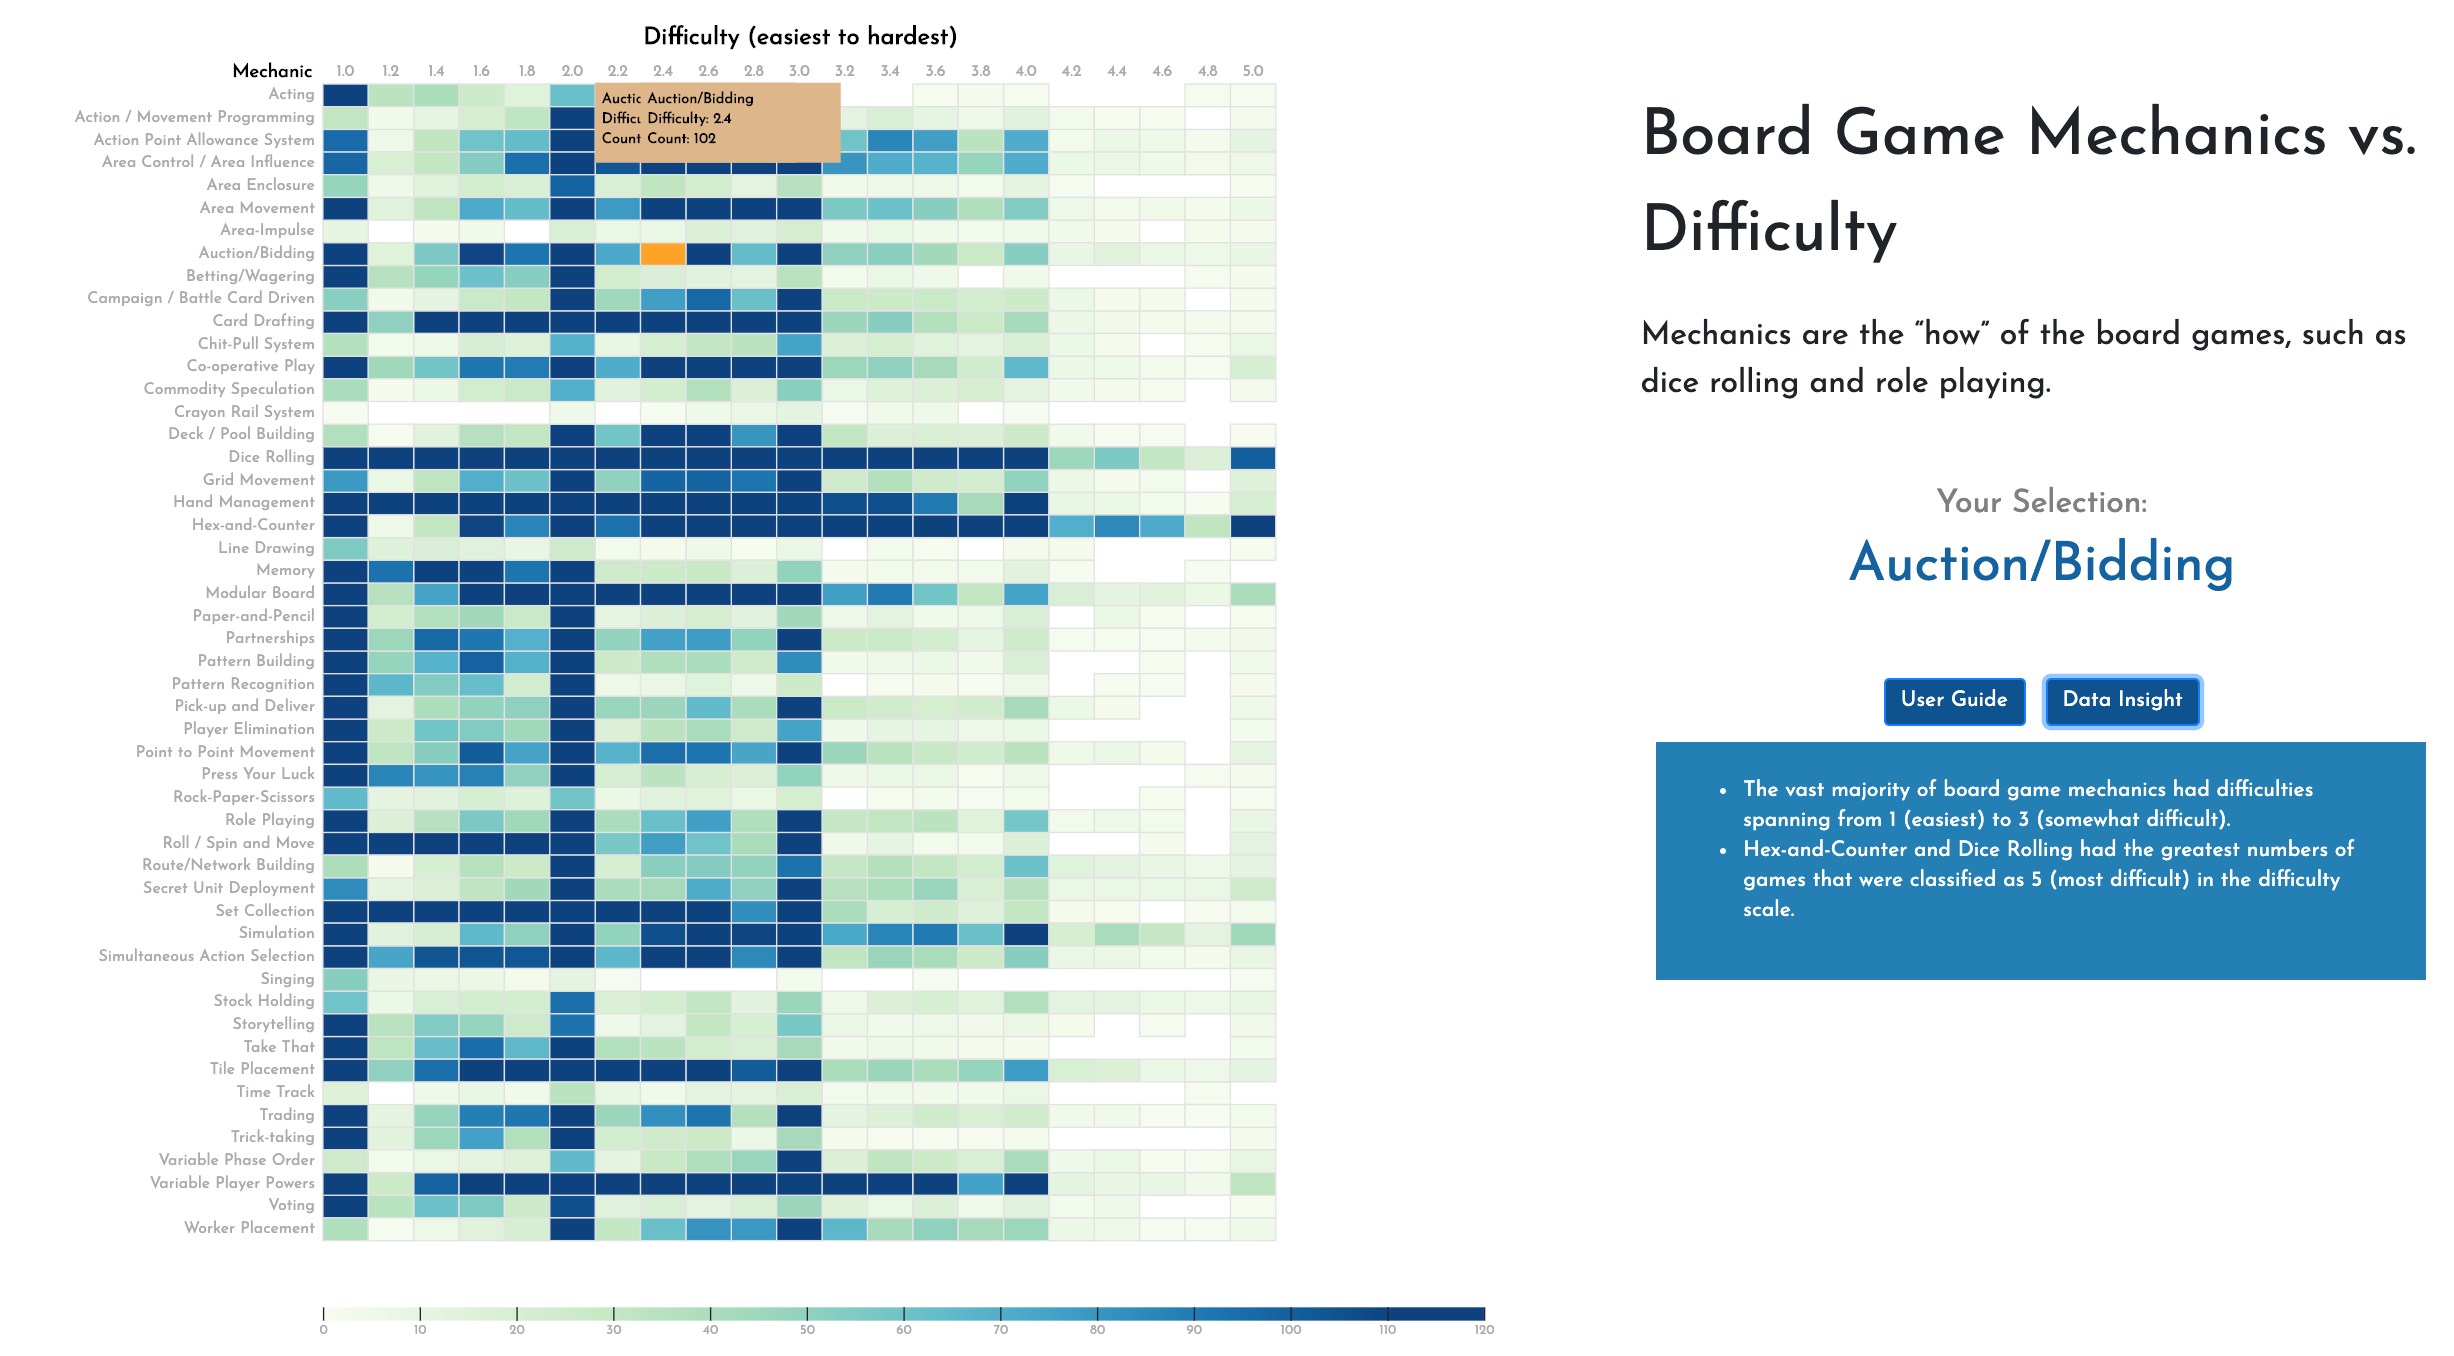 Difficulty (easiest to hardest)
Mechanic 1.0 1.2 1.4 1.6 1.8 2.0 2.2 2.4 2.6 2.8 3.0 3.2 3.4 3.6 3.8 4.0 4.2 4.4 4.6 4.8 5.0
Acting
Action / Movement Programming
Action Point Allowance System
Area Control / Area Influence
Area Enclosure
Area Movement
Area-Impulse
Auction/Bidding
Betting/Wagering
Campaign / Battle Card Driven
Card Drafting
Chit-Pull System
Co-operative Play
Commodity Speculation
Crayon Rail System
Deck / Pool Building
Dice Rolling
Grid Movement
Hand Management
Hex-and-Counter
Line Drawing
Memory
Modular Board
Paper-and-Pencil
Partnerships
Pattern Building
Pattern Recognition
Pick-up and Deliver
Player Elimination
Point to Point Movement
Press Your Luck
Rock-Paper-Scissors
Role Playing
Roll / Spin and Move
Route/Network Building
Secret Unit Deployment
Set Collection
Simulation
Simultaneous Action Selection
Singing
Stock Holding
Storytelling
Take That
Tile Placement
Time Track
Trading
Trick-taking
Variable Phase Order
Variable Player Powers
Voting
Worker Placement
Auctic Auction/Bidding
Difficu Difficulty: 2.4
Count Count: 102
0 10 20 30 40 50 60 70 80 90 100 110 120
Board Game Mechanics vs.
Difficulty
Mechanics are the “how” of the board games, such as
dice rolling and role playing.
Your Selection:
Auction/Bidding
User Guide
Data Insight
• The vast majority of board game mechanics had difficulties
spanning from 1 (easiest) to 3 (somewhat difficult).
• Hex-and-Counter and Dice Rolling had the greatest numbers of
games that were classified as 5 (most difficult) in the difficulty
scale.